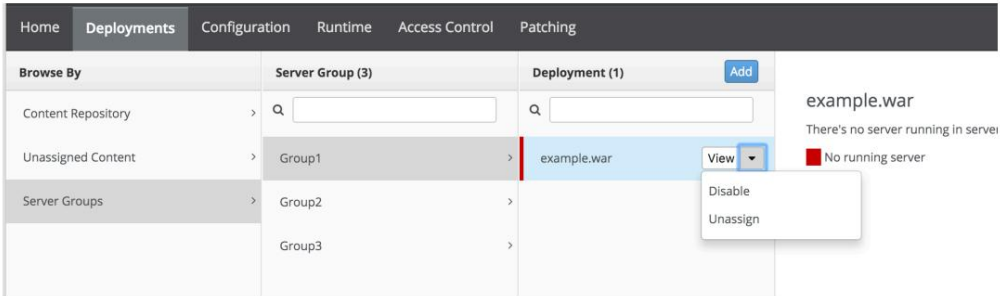 Home Deployments Configuration Runtime Access Control Patching
Browse By
Content Repository
Unassigned Content
Server Groups
Server Group (3)
Group1
Group2
Group3
Deployment (1) Add
example.war View
Disable
Unassign
example.war
There's no server running in server
No running server